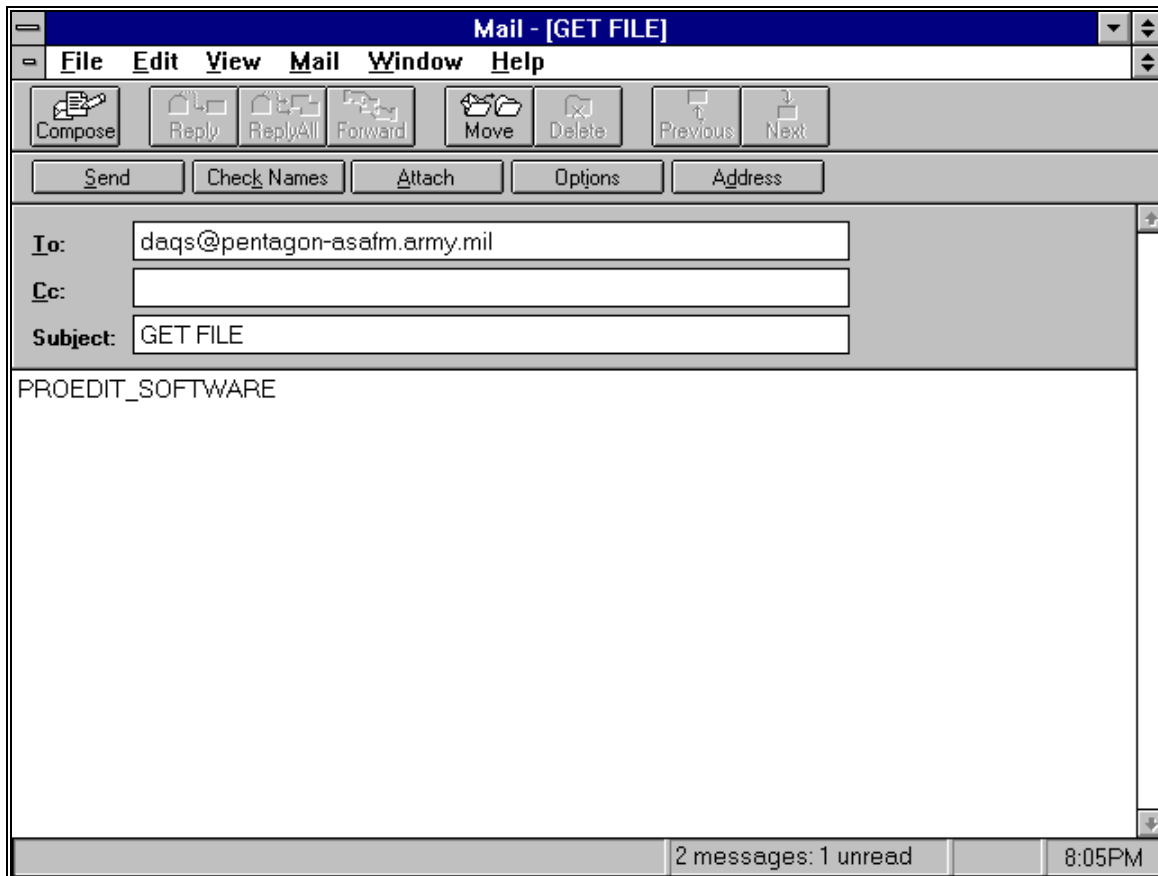 Mail - [GET FILE]
File Edit View Mail Window Help
Compose Reply ReplyAll Forward Move Delete Previous Next
Send Check Names Attach Options Address
To: daqs@pentagon-asafm.army.mil
Cc:
Subject: GET FILE
PROEDIT_SOFTWARE
2 messages: 1 unread 8:05PM